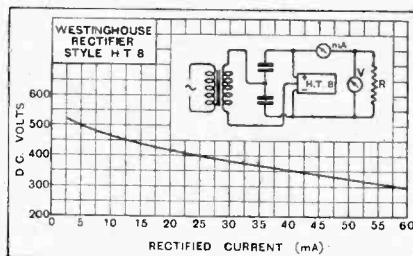 WESTINGHOUSE
RECTIFIER
STYLE H T 8
mA
+
H.T. 8
-
V
R
D.C. VOLTS
500
400
300
200
0 5 10 15 20 25 30 35 40 45 50 55 60
RECTIFIED CURRENT (mA)